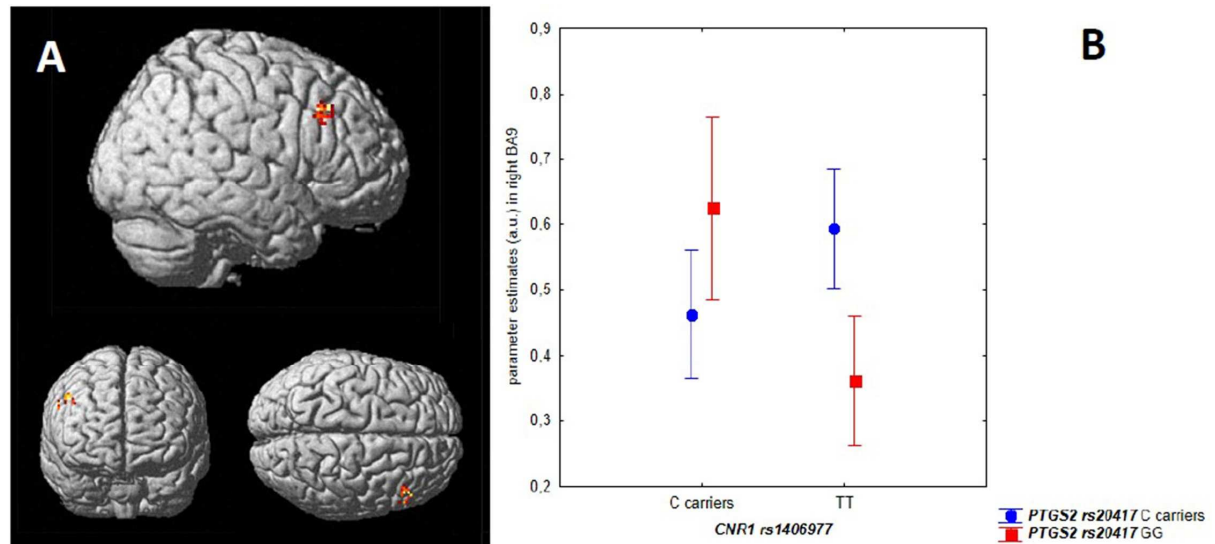 A
B
parameter estimates (a.u.) in right BA9
0,9
0,8
0,7
0,6
0,5
0,4
0,3
0,2
C carriers
TT
CNR1 rs1406977
PTGS2 rs20417 C carriers
PTGS2 rs20417 GG